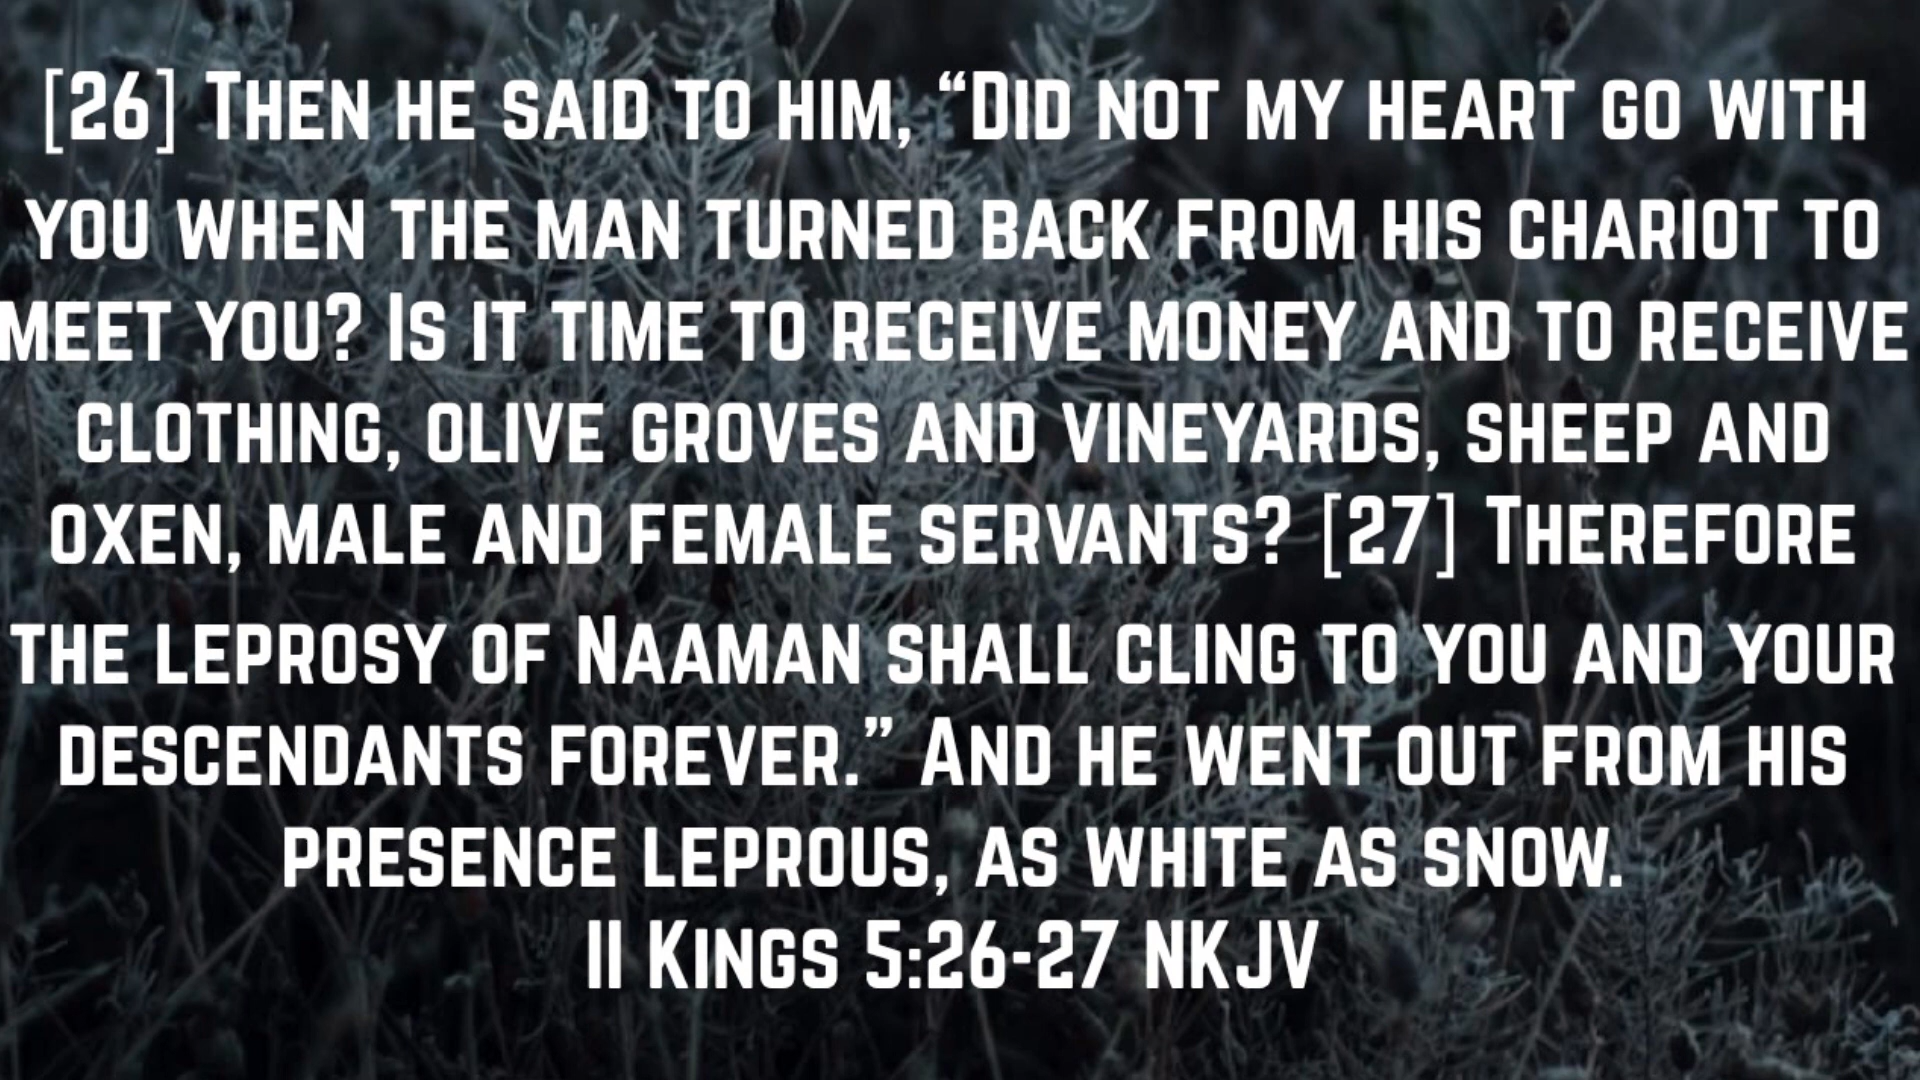 [26] Then he said to him, “Did not my heart go with
you when the man turned back from his chariot to
meet you? Is it time to receive money and to receive
clothing, olive groves and vineyards, sheep and
oxen, male and female servants? [27] Therefore
the leprosy of Naaman shall cling to you and your
descendants forever.” And he went out from his
presence leprous, as white as snow.
II Kings 5:26-27 NKJV